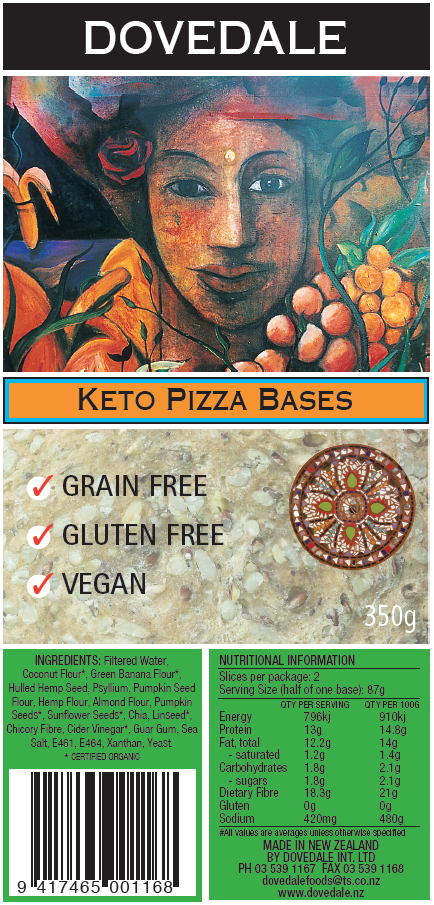 DOVEDALE
KETO PIZZA BASES
✓ GRAIN FREE
✓ GLUTEN FREE
✓ VEGAN
350g
INGREDIENTS: Filtered Water,
Coconut Flour*, Green Banana Flour*,
Hulled Hemp Seed, Psyllium, Pumpkin Seed
Flour, Hemp Flour, Almond Flour, Pumpkin
Seeds*, Sunflower Seeds*, Chia, Linseed*,
Chicory Fibre, Cider Vinegar*, Guar Gum, Sea
Salt, E461, E464, Xanthan, Yeast.
* CERTIFIED ORGANIC
9 417465 001168
NUTRITIONAL INFORMATION
Slices per package: 2
Serving Size (half of one base): 87g
QTY PER SERVING QTY PER 100G
Energy 796kj 910kj
Protein 13g 14.8g
Fat, total 12.2g 14g
- saturated 1.2g 1.4g
Carbohydrates 1.8g 2.1g
- sugars 1.8g 2.1g
Dietary Fibre 18.3g 21g
Gluten 0g 0g
Sodium 420mg 480g
#All values are averages unless otherwise specified
MADE IN NEW ZEALAND
BY DOVEDALE INT. LTD
PH 03 539 1167 FAX 03 539 1168
dovedalefoods@ts.co.nz
www.dovedale.nz